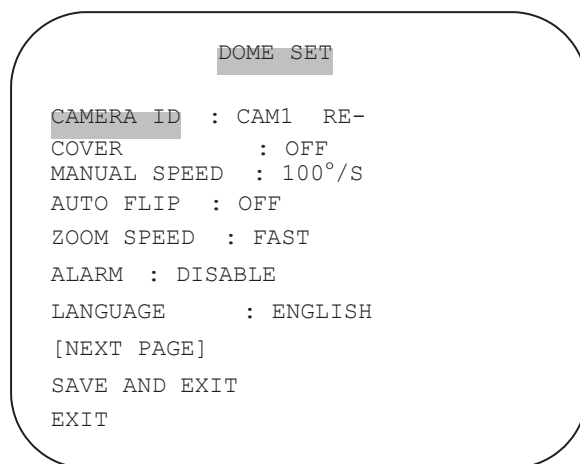 DOME SET
CAMERA ID : CAM1 RE-
COVER : OFF
MANUAL SPEED : 100°/S
AUTO FLIP : OFF
ZOOM SPEED : FAST
ALARM : DISABLE
LANGUAGE : ENGLISH
[NEXT PAGE]
SAVE AND EXIT
EXIT